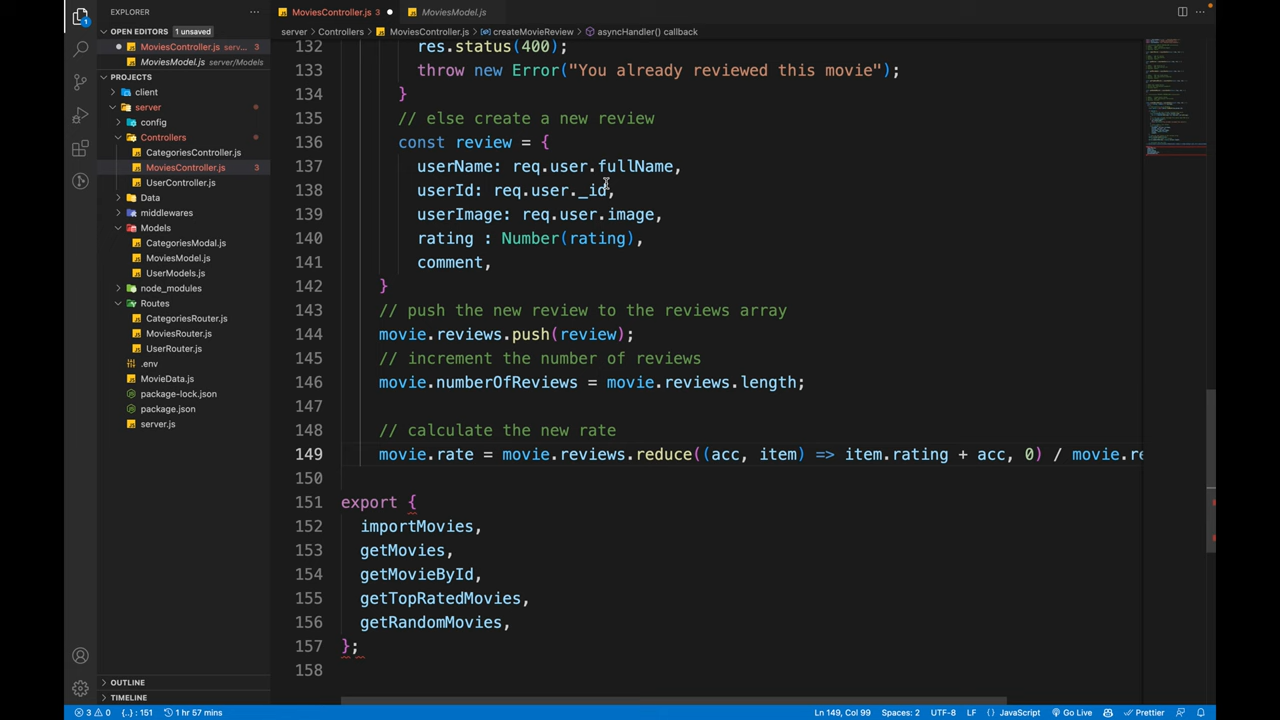 EXPLORER
MoviesController.js 3
MoviesModel.js
OPEN EDITORS 1 unsaved
server > Controllers > MoviesController.js > createMovieReview > asyncHandler() callback
MoviesController.js serv... 3
MoviesModel.js server/Models
PROJECTS
client
server
config
Controllers
CategoriesController.js
MoviesController.js 3
UserController.js
Data
middlewares
Models
CategoriesModal.js
MoviesModel.js
UserModels.js
node_modules
Routes
CategoriesRouter.js
MoviesRouter.js
UserRouter.js
.env
MovieData.js
package-lock.json
package.json
server.js
OUTLINE
TIMELINE
132 res.status(400);
133 throw new Error("You already reviewed this movie");
134 }
135 // else create a new review
136 const review = {
137 userName: req.user.fullName,
138 userId: req.user._id,
139 userImage: req.user.image,
140 rating : Number(rating),
141 comment,
142 }
143 // push the new review to the reviews array
144 movie.reviews.push(review);
145 // increment the number of reviews
146 movie.numberOfReviews = movie.reviews.length;
147
148 // calculate the new rate
149 movie.rate = movie.reviews.reduce((acc, item) => item.rating + acc, 0) / movie.re
150
151 export {
152 importMovies,
153 getMovies,
154 getMovieById,
155 getTopRatedMovies,
156 getRandomMovies,
157 };
158
1
3 0 {..} : 151 1 hr 57 mins Ln 149, Col 99 Spaces: 2 UTF-8 LF {} JavaScript Go Live Prettier